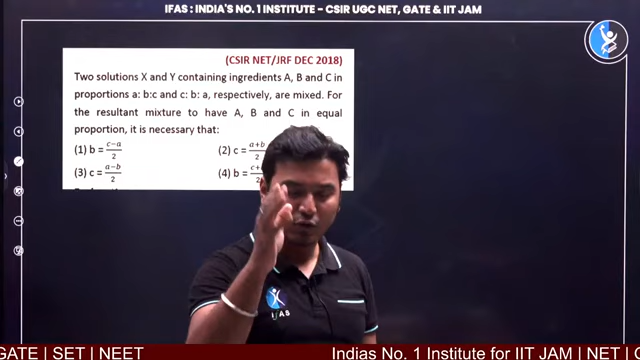 IFAS : INDIA'S NO. 1 INSTITUTE - CSIR UGC NET, GATE & IIT JAM
(CSIR NET/JRF DEC 2018)
Two solutions X and Y containing ingredients A, B and C in
proportions a: b:c and c: b: a, respectively, are mixed. For
the resultant mixture to have A, B and C in equal
proportion, it is necessary that:
(1) b = c−a/2 (2) c = a+b/2
(3) c = a−b/2 (4) b = c+
IFAS
GATE | SET | NEET Indias No. 1 Institute for IIT JAM | NET |